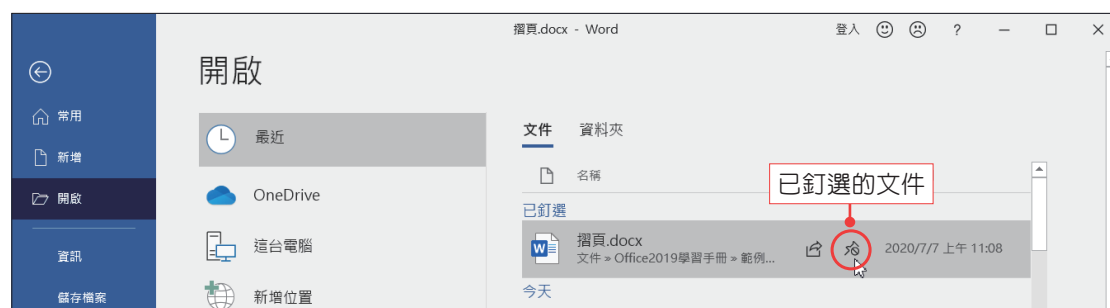 摺頁.docx - Word
登入
?
開啟
常用
新增
開啟
資訊
儲存檔案
最近
OneDrive
這台電腦
新增位置
文件 資料夾
名稱
已釘選的文件
已釘選
摺頁.docx
文件 » Office2019學習手冊 » 範例...
2020/7/7 上午 11:08
今天